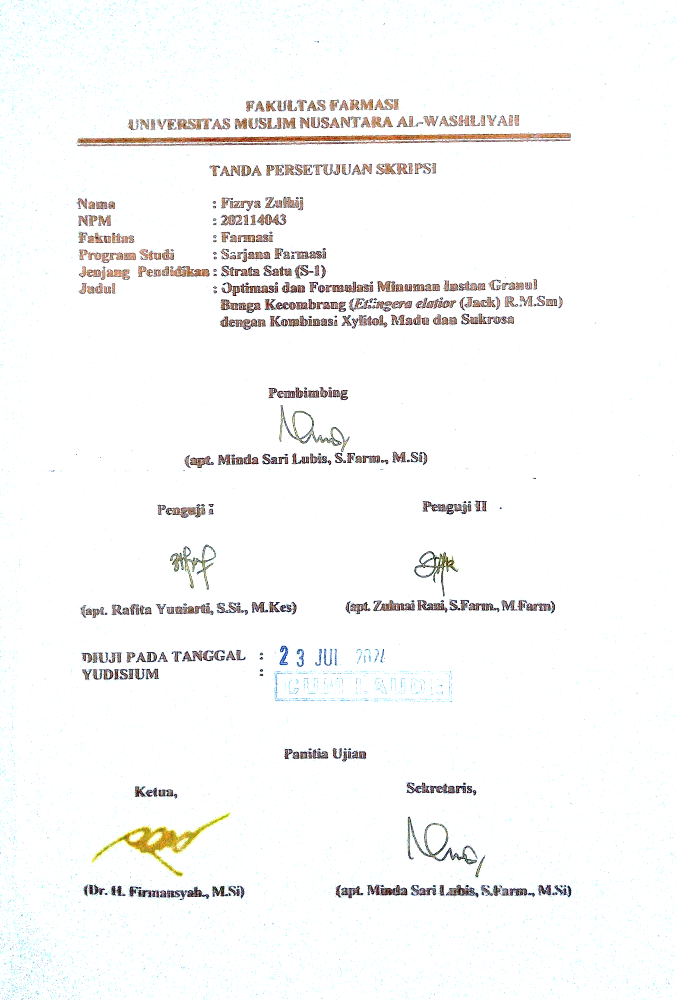 FAKULTAS FARMASI
UNIVERSITAS MUSLIM NUSANTARA AL-WASHLIYAH
TANDA PERSETUJUAN SKRIPSI
Nama : Fizrya Zulhij
NPM : 202114043
Fakultas : Farmasi
Program Studi : Sarjana Farmasi
Jenjang Pendidikan : Strata Satu (S-1)
Judul : Optimasi dan Formulasi Minuman Instan Granul
Bunga Kecombrang (Etlingera elatior (Jack) R.M.Sm)
dengan Kombinasi Xylitol, Madu dan Sukrosa
Pembimbing
(apt. Minda Sari Lubis, S.Farm., M.Si)
Penguji I Penguji II
(apt. Rafita Yuniarti, S.Si., M.Kes) (apt. Zulmai Rani, S.Farm., M.Farm)
DIUJI PADA TANGGAL : 23 JUL 2024
YUDISIUM : CUM LAUDE
Panitia Ujian
Ketua, Sekretaris,
(Dr. H. Firmansyah., M.Si) (apt. Minda Sari Lubis, S.Farm., M.Si)